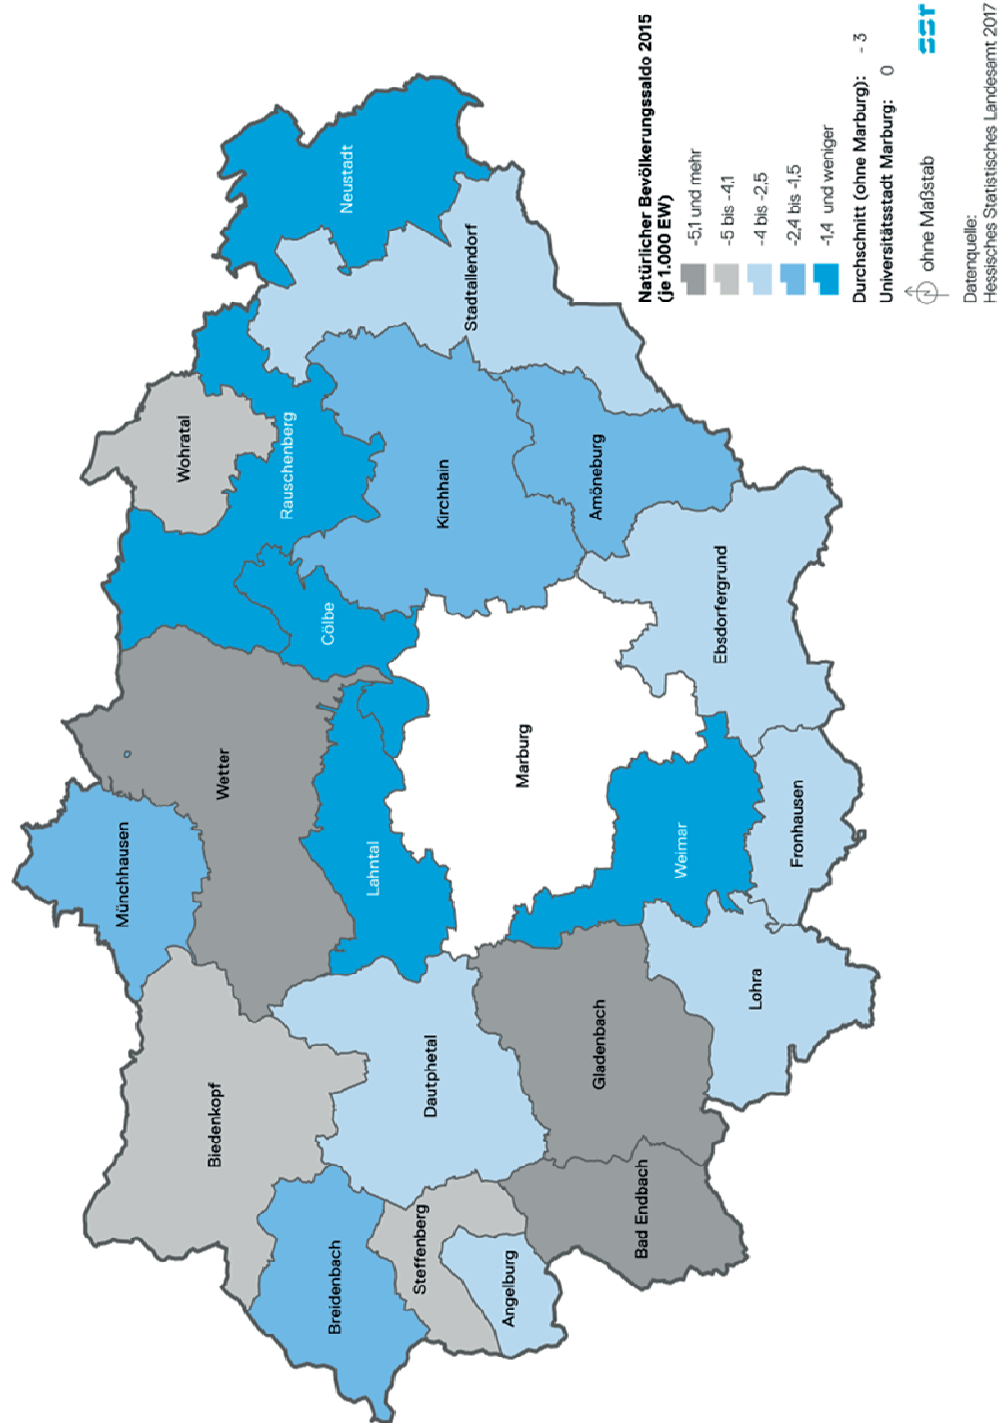 Neustadt
Stadtallendorf
Wohratal
Rauschenberg
Kirchhain
Amöneburg
Cölbe
Ebsdorfergrund
Wetter
Marburg
Münchhausen
Lahntal
Weimar
Fronhausen
Lohra
Biedenkopf
Dautphetal
Gladenbach
Breidenbach
Steffenberg
Angelburg
Bad Endbach
Natürlicher Bevölkerungssaldo 2015
(je 1.000 EW)
-5,1 und mehr
-5 bis -4,1
-4 bis -2,5
-2,4 bis -1,5
-1,4 und weniger
Durchschnitt (ohne Marburg): - 3
Universitätsstadt Marburg: 0
ohne Maßstab
Datenquelle:
Hessisches Statistisches Landesamt 2017